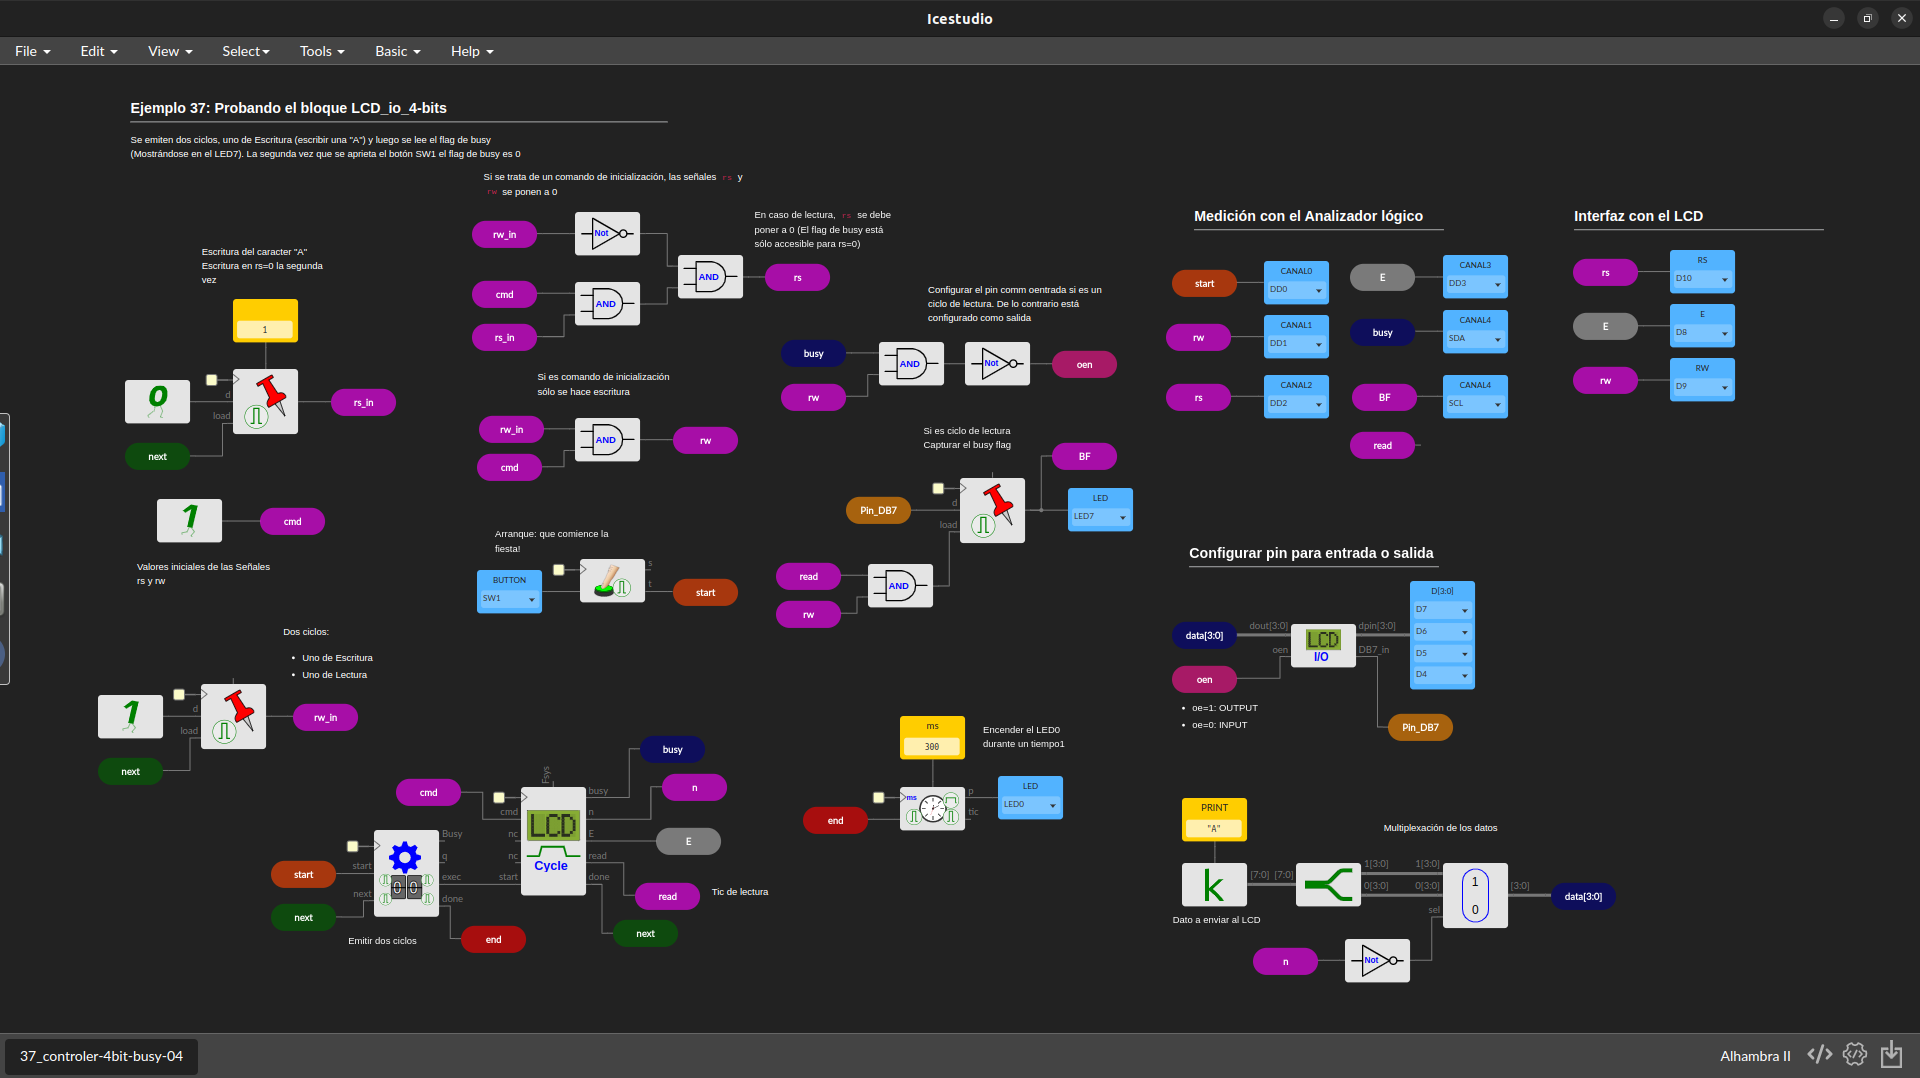 Icestudio
File
Edit
View
Select
Tools
Basic
Help
Ejemplo 37: Probando el bloque LCD_io_4-bits
Se emiten dos ciclos, uno de Escritura (escribir una "A") y luego se lee el flag de busy
(Mostrándose en el LED7). La segunda vez que se aprieta el botón SW1 el flag de busy es 0
Si se trata de un comando de inicialización, las señales rs y
rw se ponen a 0
rw_in
Not
cmd
AND
rs_in
AND
rs
En caso de lectura, rs se debe
poner a 0 (El flag de busy está
sólo accesible para rs=0)
Escritura del caracter "A"
Escritura en rs=0 la segunda
vez
1
0
d
load
next
rs_in
1
cmd
Valores iniciales de las Señales
rs y rw
Si es comando de inicialización
sólo se hace escritura
rw_in
cmd
AND
rw
Configurar el pin comm oentrada si es un
ciclo de lectura. De lo contrario está
configurado como salida
busy
rw
AND
Not
oen
Si es ciclo de lectura
Capturar el busy flag
BF
Pin_DB7
d
load
LED
LED7
read
rw
AND
Arranque: que comience la
fiesta!
BUTTON
SW1
s
t
start
Dos ciclos:
• Uno de Escritura
• Uno de Lectura
1
d
load
next
rw_in
cmd
Fsys
busy
n
E
read
done
cmd
nc
nc
start
LCD
Cycle
busy
n
E
read
Tic de lectura
next
start
next
start
next
Busy
q
exec
done
0 0
end
Emitir dos ciclos
ms
300
Encender el LED0
durante un tiempo1
end
ms
p
tic
LED
LED0
Medición con el Analizador lógico
start
CANAL0
DD0
E
CANAL3
DD3
rw
CANAL1
DD1
busy
CANAL4
SDA
rs
CANAL2
DD2
BF
CANAL4
SCL
read
Interfaz con el LCD
rs
RS
D10
E
E
D8
rw
RW
D9
Configurar pin para entrada o salida
data[3:0]
dout[3:0]
oen
oen
LCD
I/O
dpin[3:0]
DB7_in
D[3:0]
D7
D6
D5
D4
Pin_DB7
• oe=1: OUTPUT
• oe=0: INPUT
PRINT
"A"
Multiplexación de los datos
k
[7:0] [7:0]
1[3:0]
0[3:0]
1[3:0]
0[3:0]
sel
1
0
[3:0]
data[3:0]
Dato a enviar al LCD
n
Not
37_controler-4bit-busy-04
Alhambra II